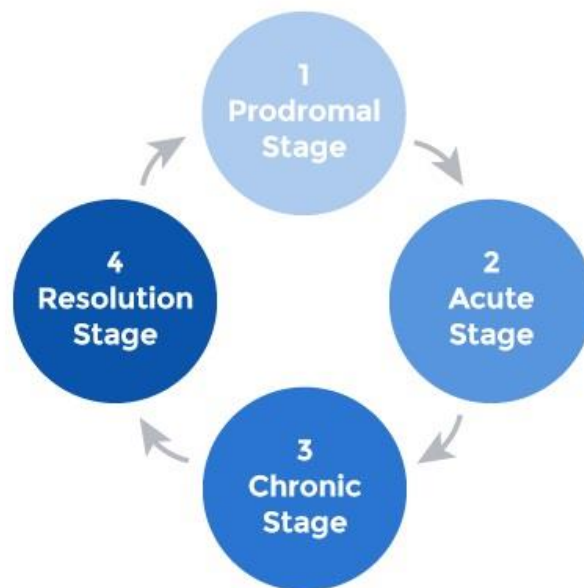 1
Prodromal
Stage
2
Acute
Stage
3
Chronic
Stage
4
Resolution
Stage